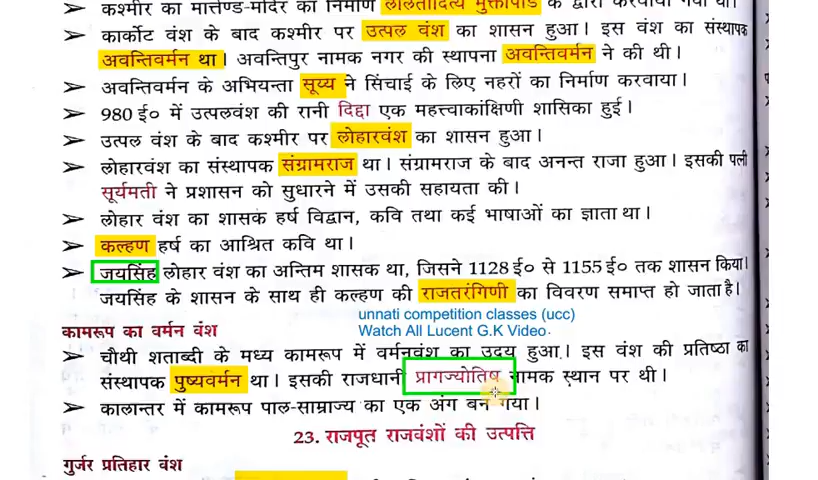 ➢ कश्मीर का मार्त्तण्ड-मंदिर का निर्माण ललितादित्य मुक्तापीड के द्वारा करवाया गया था।
➢ कार्कोट वंश के बाद कश्मीर पर उत्पल वंश का शासन हुआ। इस वंश का संस्थापक
अवन्तिवर्मन था। अवन्तिपुर नामक नगर की स्थापना अवन्तिवर्मन ने की थी।
➢ अवन्तिवर्मन के अभियन्ता सूय्य ने सिंचाई के लिए नहरों का निर्माण करवाया।
➢ 980 ई० में उत्पलवंश की रानी दिद्दा एक महत्त्वाकांक्षिणी शासिका हुई।
➢ उत्पल वंश के बाद कश्मीर पर लोहारवंश का शासन हुआ।
➢ लोहारवंश का संस्थापक संग्रामराज था। संग्रामराज के बाद अनन्त राजा हुआ। इसकी पत्नी
सूर्यमती ने प्रशासन को सुधारने में उसकी सहायता की।
➢ लोहार वंश का शासक हर्ष विद्वान, कवि तथा कई भाषाओं का ज्ञाता था।
➢ कल्हण हर्ष का आश्रित कवि था।
➢ जयसिंह लोहार वंश का अन्तिम शासक था, जिसने 1128 ई० से 1155 ई० तक शासन किया।
जयसिंह के शासन के साथ ही कल्हण की राजतरंगिणी का विवरण समाप्त हो जाता है।
unnati competition classes (ucc)
Watch All Lucent G.K Video.
कामरूप का वर्मन वंश
➢ चौथी शताब्दी के मध्य कामरूप में वर्मनवंश का उदय हुआ। इस वंश की प्रतिष्ठा का
संस्थापक पुष्यवर्मन था। इसकी राजधानी प्रागज्योतिष नामक स्थान पर थी।
➢ कालान्तर में कामरूप पाल-साम्राज्य का एक अंग बन गया।
23. राजपूत राजवंशों की उत्पत्ति
गुर्जर प्रतिहार वंश